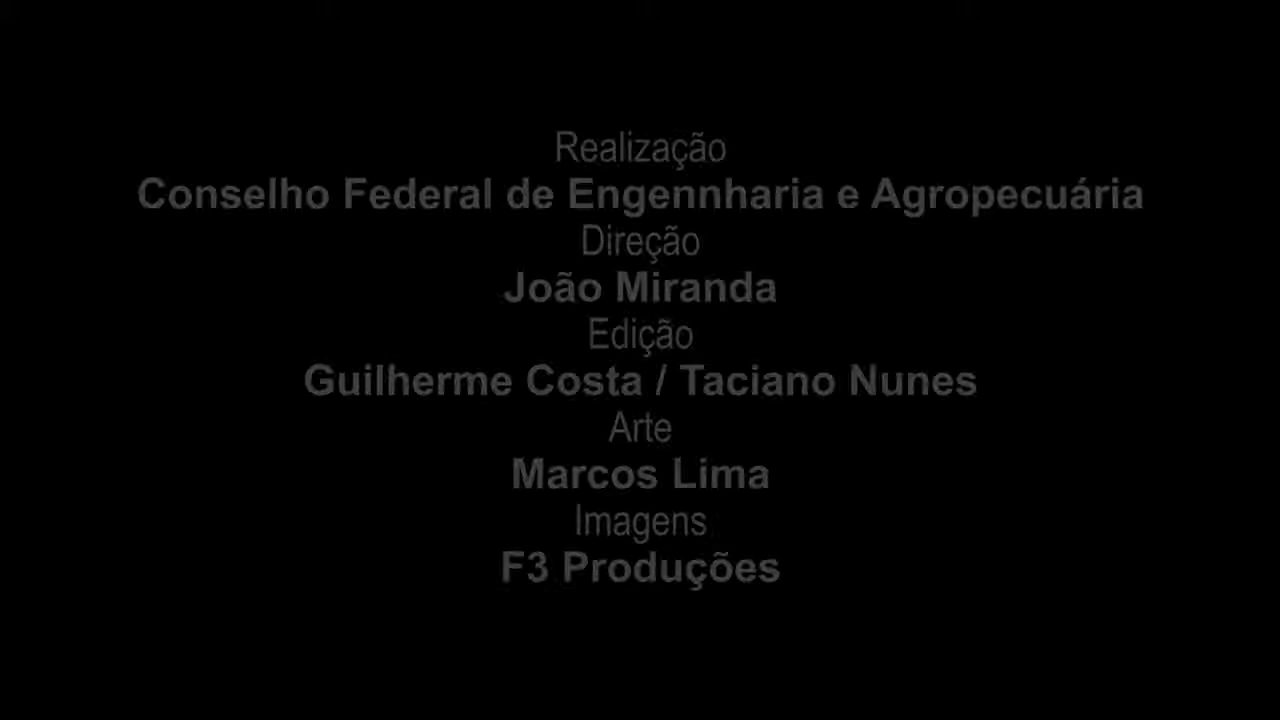 Realização
Conselho Federal de Engennharia e Agropecuária
Direção
João Miranda
Edição
Guilherme Costa / Taciano Nunes
Arte
Marcos Lima
Imagens
F3 Produções